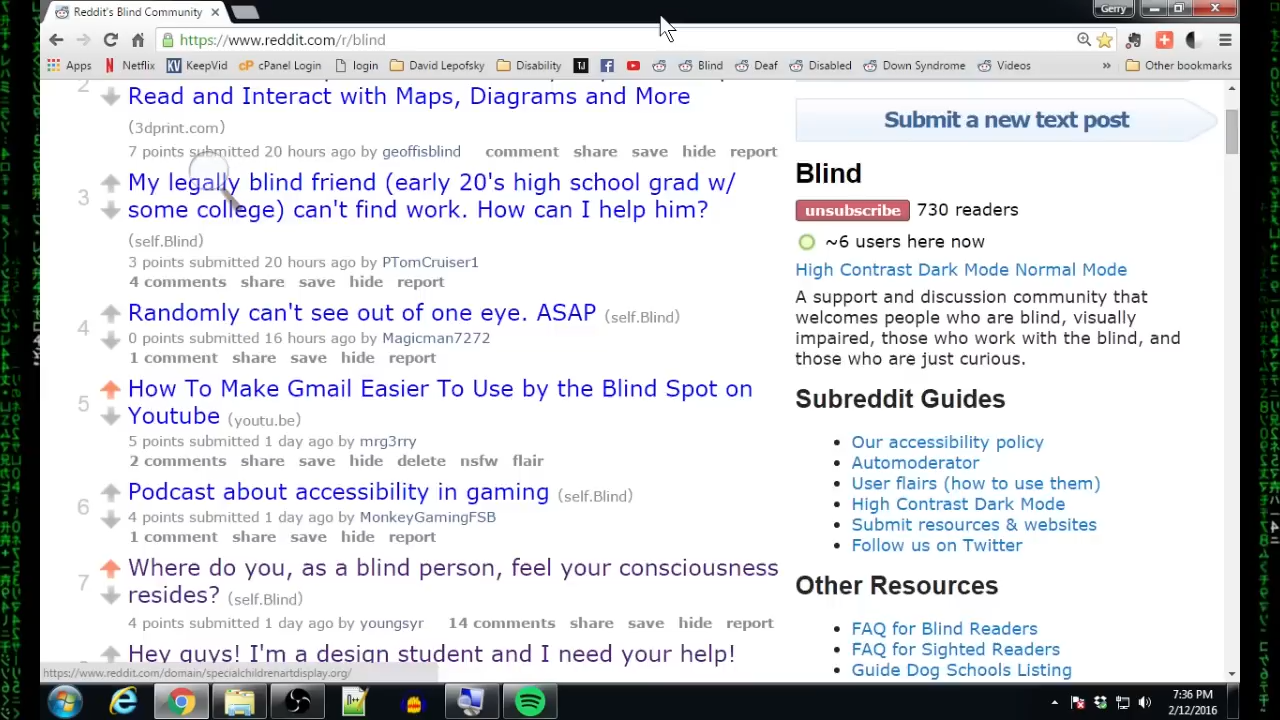 Reddit's Blind Community
Gerry
https://www.reddit.com/r/blind
Apps Netflix KV KeepVid cP cPanel Login login David Lepofsky Disability TJ Blind Deaf Disabled Down Syndrome Videos » Other bookmarks
2
Read and Interact with Maps, Diagrams and More
(3dprint.com)
7 points submitted 20 hours ago by geoffisblind comment share save hide report
3
My legally blind friend (early 20's high school grad w/
some college) can't find work. How can I help him?
(self.Blind)
3 points submitted 20 hours ago by PTomCruiser1
4 comments share save hide report
4
Randomly can't see out of one eye. ASAP (self.Blind)
0 points submitted 16 hours ago by Magicman7272
1 comment share save hide report
5
How To Make Gmail Easier To Use by the Blind Spot on
Youtube (youtu.be)
5 points submitted 1 day ago by mrg3rry
2 comments share save hide delete nsfw flair
6
Podcast about accessibility in gaming (self.Blind)
4 points submitted 1 day ago by MonkeyGamingFSB
1 comment share save hide report
7
Where do you, as a blind person, feel your consciousness
resides? (self.Blind)
4 points submitted 1 day ago by youngsyr 14 comments share save hide report
Hey guys! I'm a design student and I need your help!
https://www.reddit.com/domain/specialchildrenartdisplay.org/
Submit a new text post
Blind
unsubscribe 730 readers
~6 users here now
High Contrast Dark Mode Normal Mode
A support and discussion community that
welcomes people who are blind, visually
impaired, those who work with the blind, and
those who are just curious.
Subreddit Guides
Our accessibility policy
Automoderator
User flairs (how to use them)
High Contrast Dark Mode
Submit resources & websites
Follow us on Twitter
Other Resources
FAQ for Blind Readers
FAQ for Sighted Readers
Guide Dog Schools Listing
7:36 PM
2/12/2016